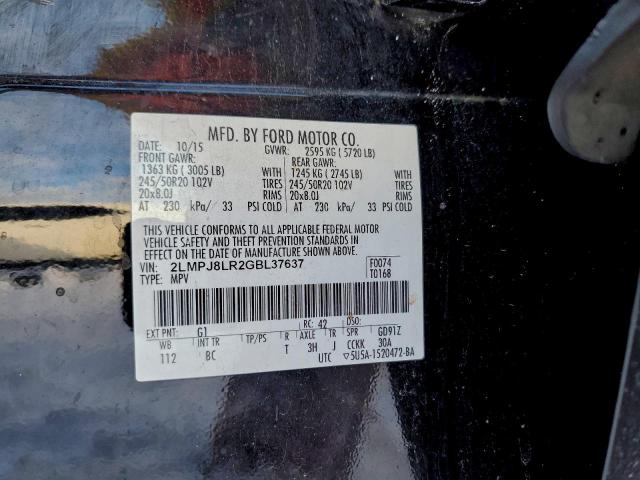 MFD. BY FORD MOTOR CO.
DATE: 10/15 GVWR: 2595 KG ( 5720 LB)
FRONT GAWR: REAR GAWR:
1363 KG ( 3005 LB) WITH 1245 KG ( 2745 LB) WITH
245/50R20 102V TIRES 245/50R20 102V TIRES
20x8.0J RIMS 20x8.0J RIMS
AT 230 kPa/ 33 PSI COLD AT 230 kPa/ 33 PSI COLD
THIS VEHICLE CONFORMS TO ALL APPLICABLE FEDERAL MOTOR
VEHICLE SAFETY AND THEFT PREVENTION STANDARDS IN
EFFECT ON THE DATE OF MANUFACTURE SHOWN ABOVE.
VIN: 2LMPJ8LR2GBL37637 F0074
TYPE: MPV T0168
EXT PNT: G1 RC: 42 DSO:
WB INT TR TP/PS R AXLE TR SPR GD91Z
112 BC T 3H J CCKK 30A
UTC ▽5U5A-1520472-BA